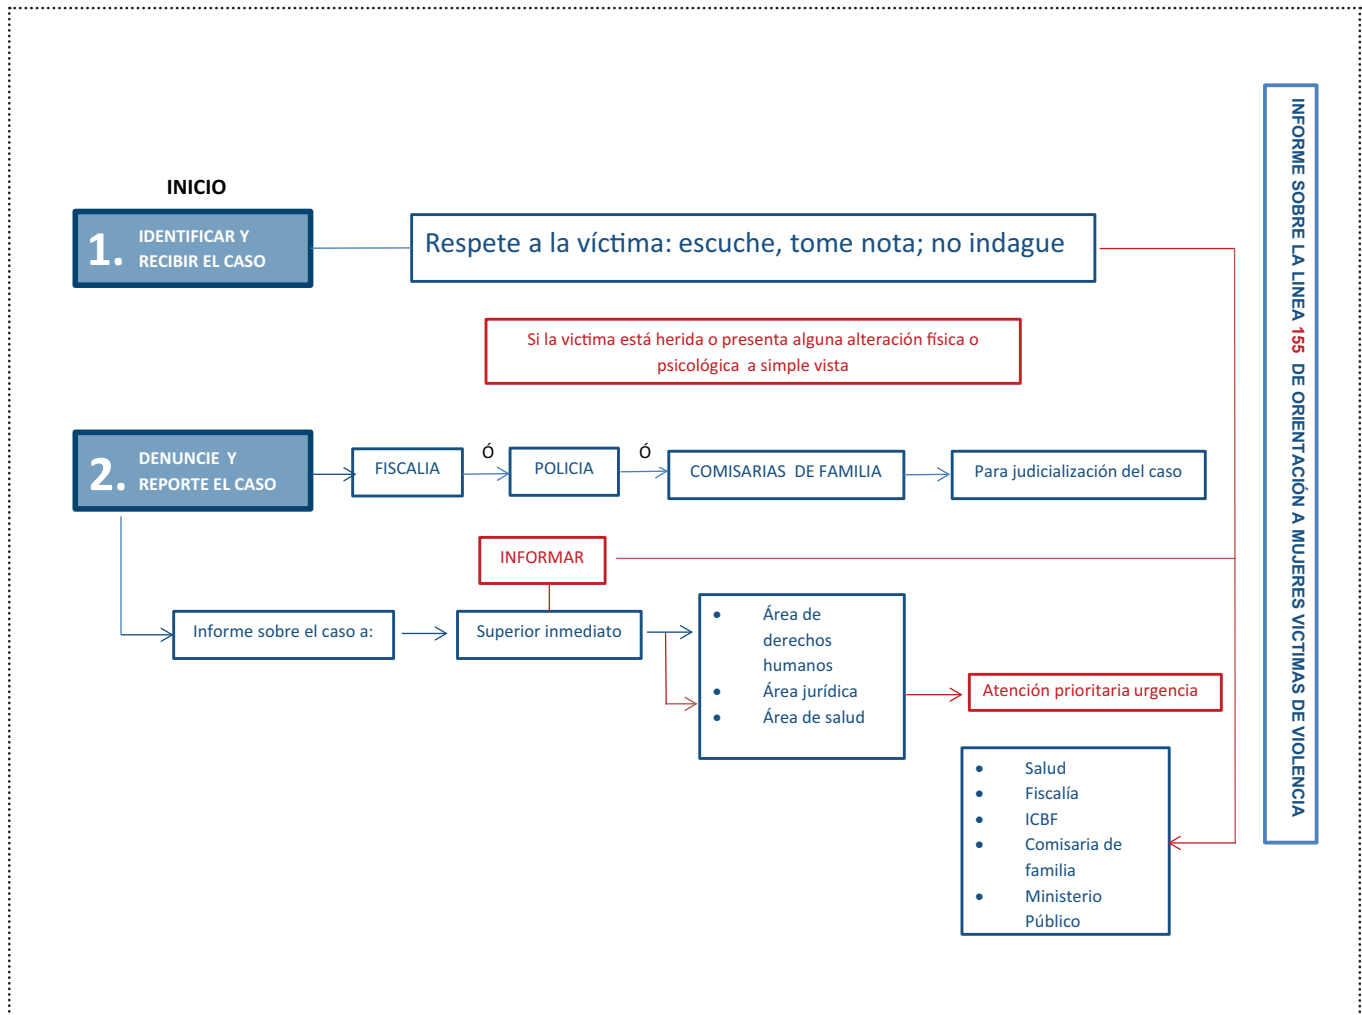 INICIO
1. IDENTIFICAR Y
RECIBIR EL CASO
Respete a la víctima: escuche, tome nota; no indague
Si la victima está herida o presenta alguna alteración física o
psicológica a simple vista
2. DENUNCIE Y
REPORTE EL CASO
FISCALIA
Ó
POLICIA
Ó
COMISARIAS DE FAMILIA
Para judicialización del caso
INFORMAR
Informe sobre el caso a:
Superior inmediato
• Área de
derechos
humanos
• Área jurídica
• Área de salud
Atención prioritaria urgencia
• Salud
• Fiscalía
• ICBF
• Comisaria de
familia
• Ministerio
Público
INFORME SOBRE LA LINEA 155 DE ORIENTACIÓN A MUJERES VICTIMAS DE VIOLENCIA